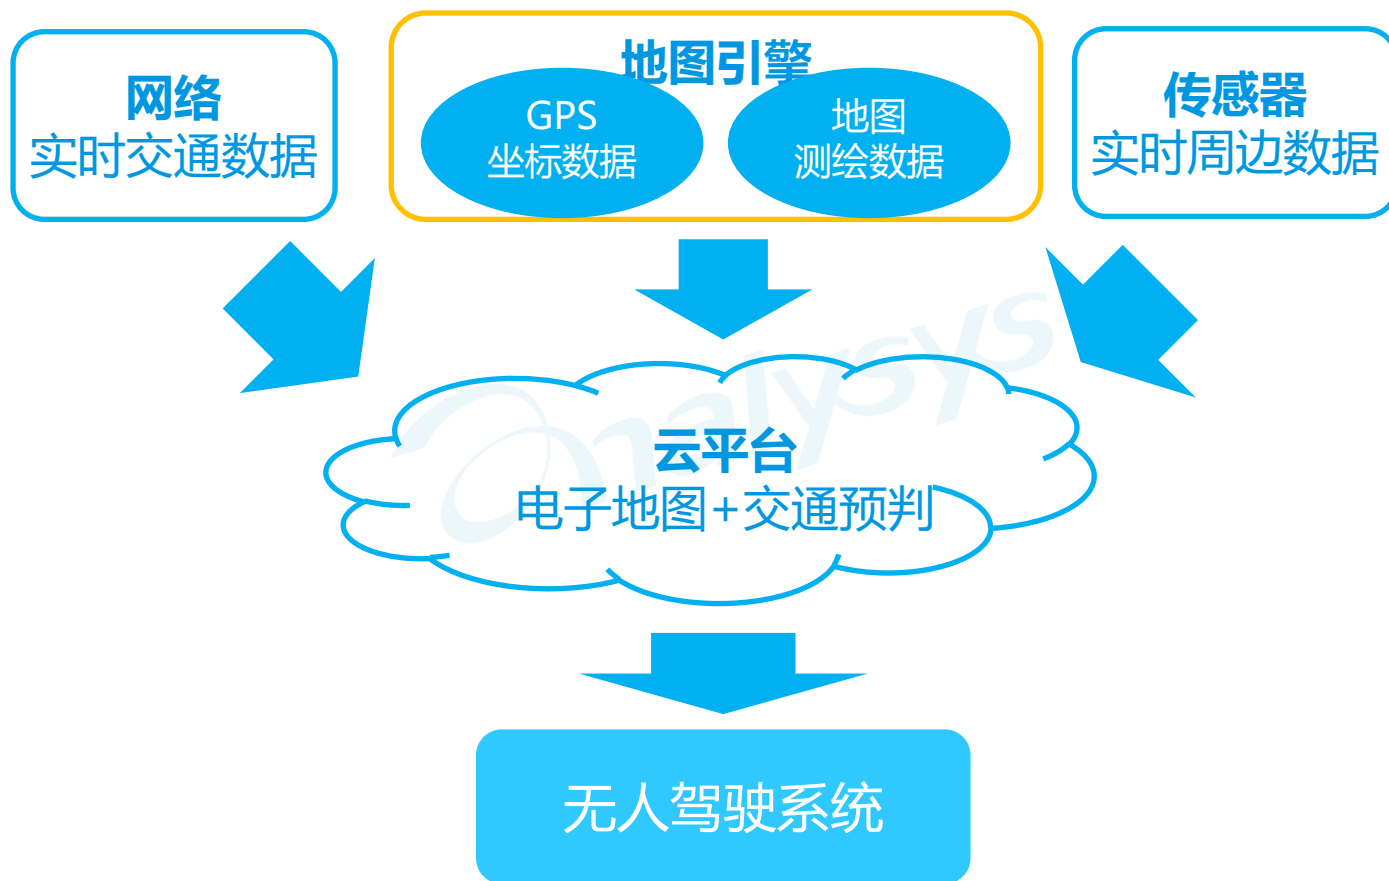 网络
实时交通数据
地图引擎
GPS
坐标数据
地图
测绘数据
传感器
实时周边数据
analysys
云平台
电子地图+交通预判
无人驾驶系统